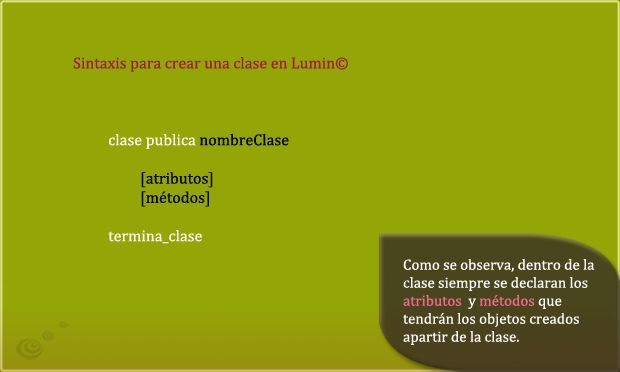 Sintaxis para crear una clase en Lumin©
clase publica nombreClase
[atributos]
[métodos]
termina_clase
Como se observa, dentro de la
clase siempre se declaran los
atributos y métodos que
tendrán los objetos creados
apartir de la clase.